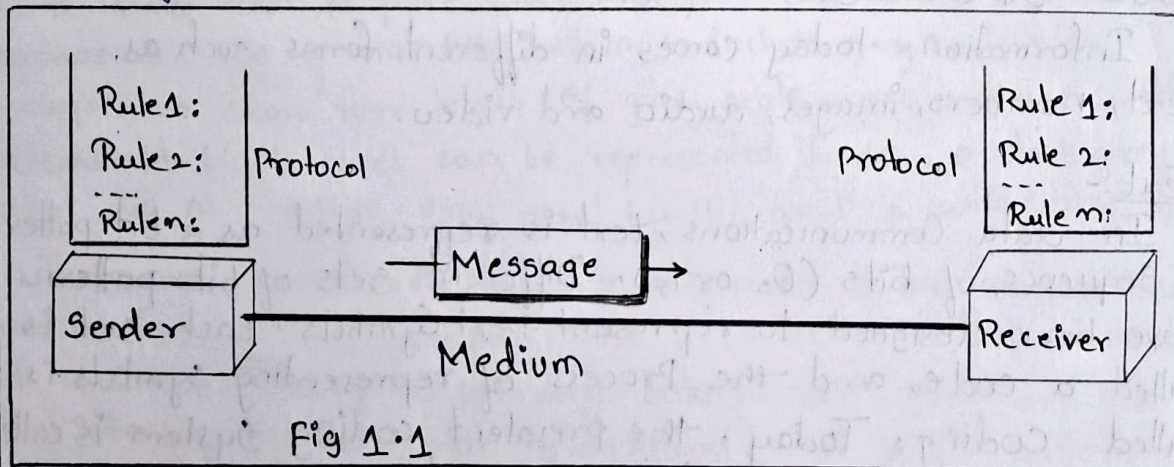 Rule1:
Rule2:
....
Rulen:
Protocol
Protocol
Rule 1:
Rule 2:
---
Rule n:
Message
Sender
Medium
Receiver
Fig 1.1